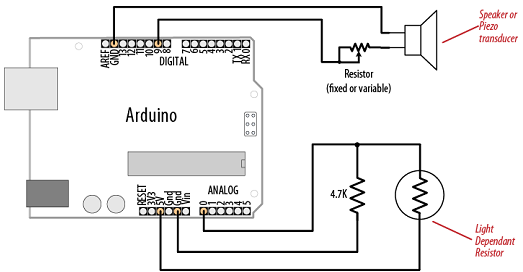 Speaker or
Piezo
transducer
AREF
GND
13
12
11
10
9
8
7
6
5
4
3
2
TX 1
RX 0
DIGITAL
Resistor
(fixed or variable)
Arduino
ANALOG
RESET
3V3
5V
Gnd
Gnd
Vin
0
1
2
3
4
5
4.7K
Light
Dependant
Resistor